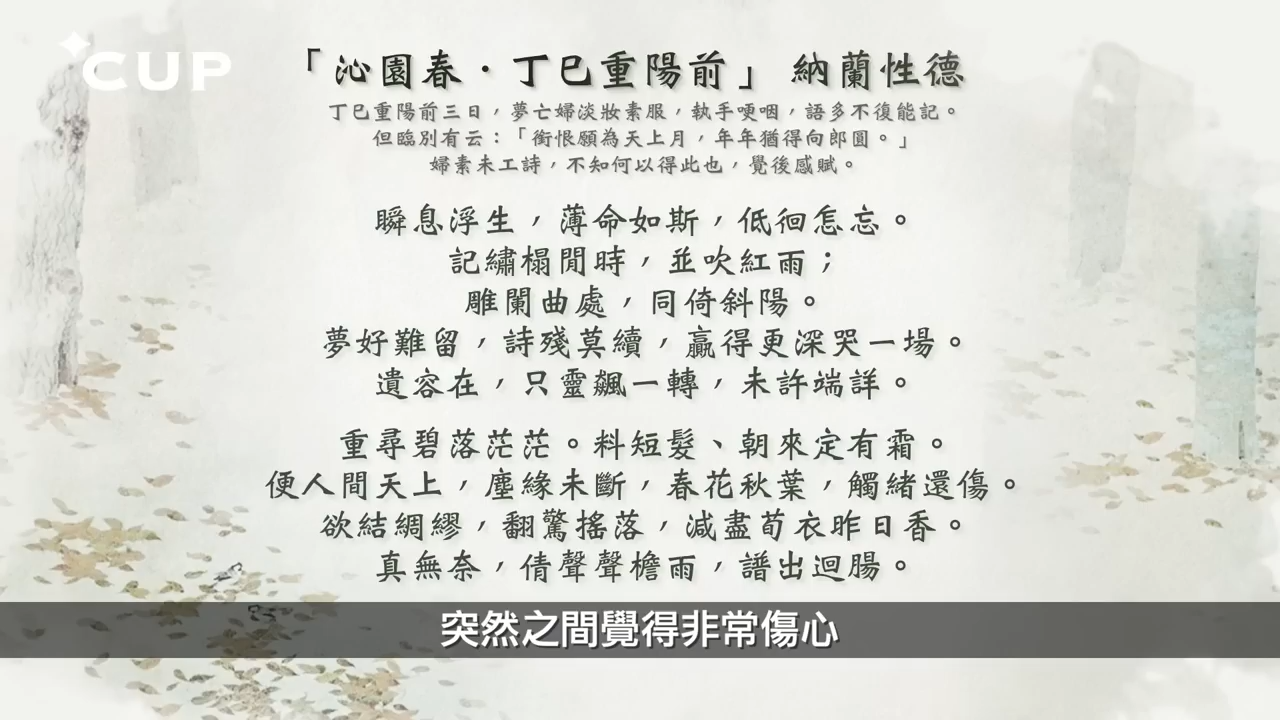 CUP
「沁園春·丁巳重陽前」 納蘭性德
丁巳重陽前三日，夢亡婦淡妝素服，執手哽咽，語多不復能記。
但臨別有云：「銜恨願為天上月，年年猶得向郎圓。」
婦素未工詩，不知何以得此也，覺後感賦。
瞬息浮生，薄命如斯，低徊怎忘。
記繡榻閒時，並吹紅雨；
雕闌曲處，同倚斜陽。
夢好難留，詩殘莫續，贏得更深哭一場。
遺容在，只靈飆一轉，未許端詳。
重尋碧落茫茫。料短髮、朝來定有霜。
便人間天上，塵緣未斷，春花秋葉，觸緒還傷。
欲結綢繆，翻驚搖落，減盡荀衣昨日香。
真無奈，倩聲聲檐雨，譜出迴腸。
突然之間覺得非常傷心